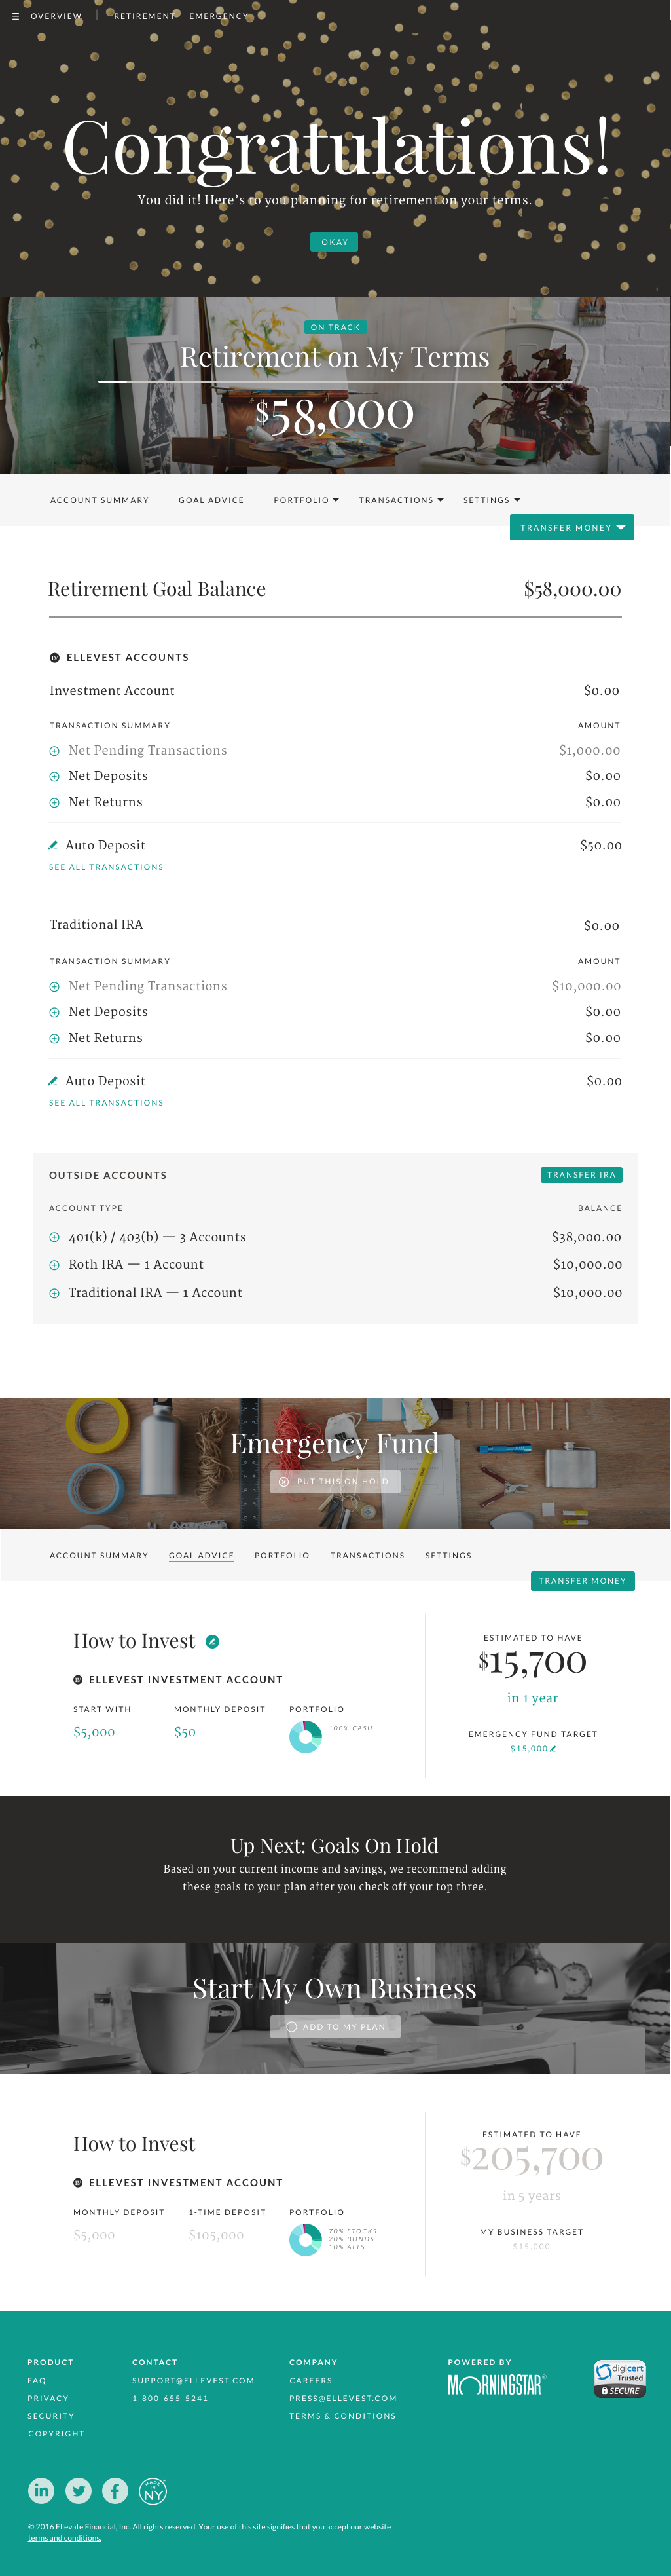 OVERVIEW
RETIREMENT
EMERGENCY
Congratulations!
You did it! Here's to you planning for retirement on your terms.
OKAY
ON TRACK
Retirement on My Terms
$58,000
ACCOUNT SUMMARY
GOAL ADVICE
PORTFOLIO
TRANSACTIONS
SETTINGS
TRANSFER MONEY
Retirement Goal Balance
$58,000.00
ELLEVEST ACCOUNTS
Investment Account
$0.00
TRANSACTION SUMMARY
AMOUNT
Net Pending Transactions
$1,000.00
Net Deposits
$0.00
Net Returns
$0.00
Auto Deposit
$50.00
SEE ALL TRANSACTIONS
Traditional IRA
$0.00
TRANSACTION SUMMARY
AMOUNT
Net Pending Transactions
$10,000.00
Net Deposits
$0.00
Net Returns
$0.00
Auto Deposit
$0.00
SEE ALL TRANSACTIONS
OUTSIDE ACCOUNTS
TRANSFER IRA
ACCOUNT TYPE
BALANCE
401(k) / 403(b) — 3 Accounts
$38,000.00
Roth IRA — 1 Account
$10,000.00
Traditional IRA — 1 Account
$10,000.00
Emergency Fund
PUT THIS ON HOLD
ACCOUNT SUMMARY
GOAL ADVICE
PORTFOLIO
TRANSACTIONS
SETTINGS
TRANSFER MONEY
How to Invest
ELLEVEST INVESTMENT ACCOUNT
START WITH
$5,000
MONTHLY DEPOSIT
$50
PORTFOLIO
100% CASH
ESTIMATED TO HAVE
$15,700
in 1 year
EMERGENCY FUND TARGET
$15,000
Up Next: Goals On Hold
Based on your current income and savings, we recommend adding
these goals to your plan after you check off your top three.
Start My Own Business
ADD TO MY PLAN
How to Invest
ELLEVEST INVESTMENT ACCOUNT
MONTHLY DEPOSIT
$5,000
1-TIME DEPOSIT
$105,000
PORTFOLIO
70% STOCKS
20% BONDS
10% ALTS
ESTIMATED TO HAVE
$205,700
in 5 years
MY BUSINESS TARGET
$15,000
PRODUCT
FAQ
PRIVACY
SECURITY
COPYRIGHT
CONTACT
SUPPORT@ELLEVEST.COM
1-800-655-5241
COMPANY
CAREERS
PRESS@ELLEVEST.COM
TERMS & CONDITIONS
POWERED BY
MORNINGSTAR®
digicert
Trusted
SECURE
in
f
MADE
IN
NY
© 2016 Ellevate Financial, Inc. All rights reserved. Your use of this site signifies that you accept our website
terms and conditions.